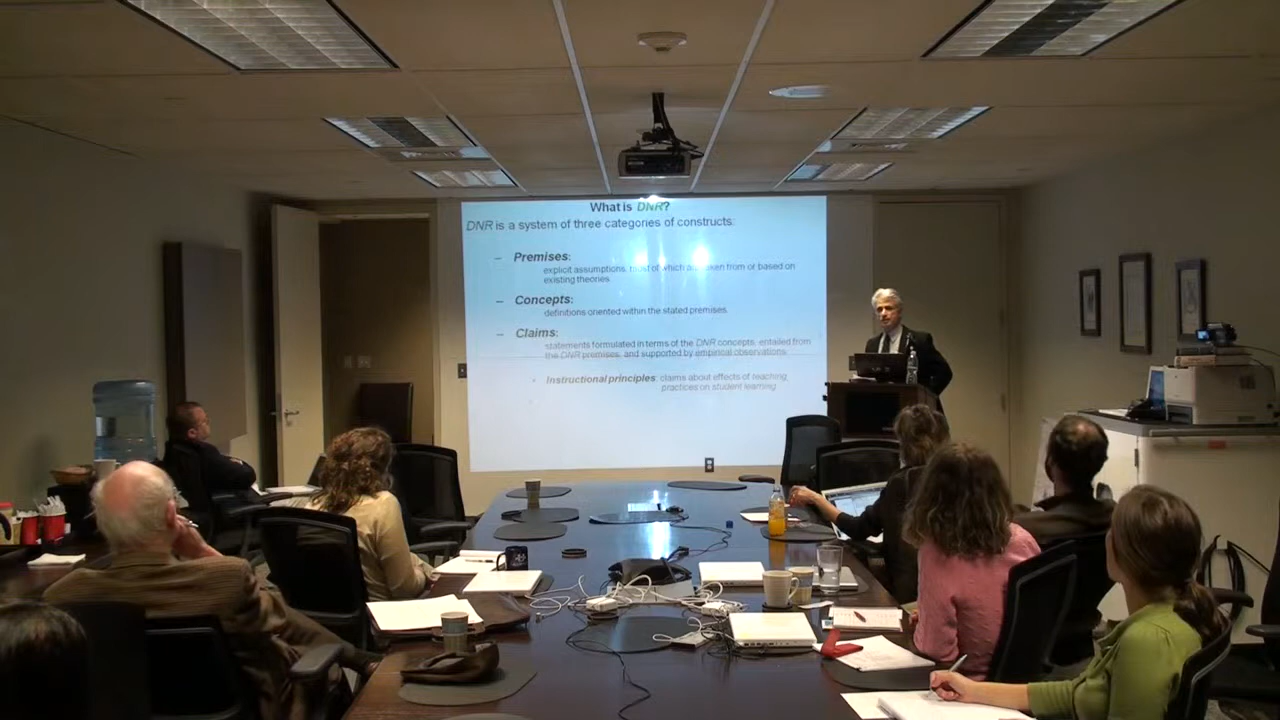 What is DNR?
DNR is a system of three categories of constructs:
– Premises:
explicit assumptions, most of which are taken from or based on
existing theories.
– Concepts:
definitions oriented within the stated premises.
– Claims:
statements formulated in terms of the DNR concepts, entailed from
the DNR premises, and supported by empirical observations.
• Instructional principles: claims about effects of teaching
practices on student learning